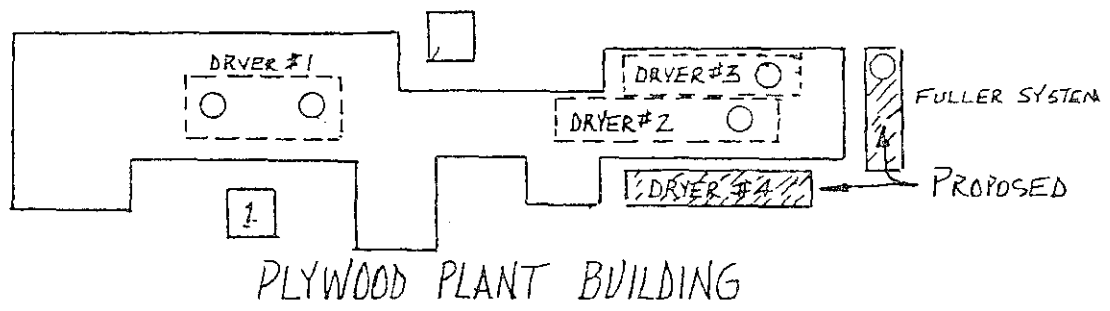 DRYER #1
DRYER #3
DRYER #2
FULLER SYSTEM
DRYER #4
PROPOSED
1
PLYWOOD PLANT BUILDING